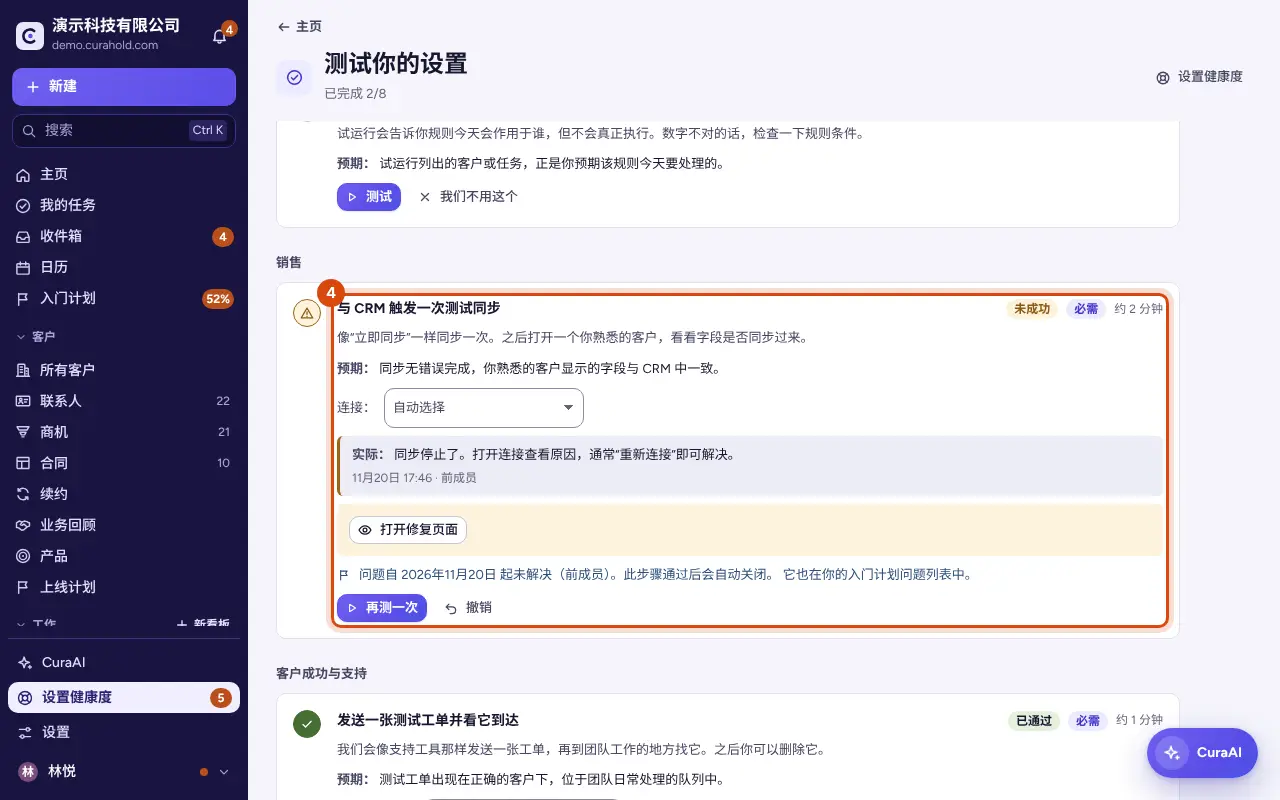 演示科技有限公司
demo.curahold.com
4
新建
搜索
Ctrl K
主页
我的任务
收件箱
4
日历
入门计划
52%
客户
所有客户
联系人
22
商机
21
合同
10
续约
业务回顾
产品
上线计划
工作
新看板
CuraAI
设置健康度
5
设置
林
林悦
主页
测试你的设置
已完成 2/8
设置健康度
试运行会告诉你规则今天会作用于谁，但不会真正执行。数字不对的话，检查一下规则条件。
预期： 试运行列出的客户或任务，正是你预期该规则今天要处理的。
测试
我们不用这个
销售
4
与 CRM 触发一次测试同步
未成功
必需
约 2 分钟
像“立即同步”一样同步一次。之后打开一个你熟悉的客户，看看字段是否同步过来。
预期： 同步无错误完成，你熟悉的客户显示的字段与 CRM 中一致。
连接：
自动选择
实际： 同步停止了。打开连接查看原因，通常“重新连接”即可解决。
11月20日 17:46 · 前成员
打开修复页面
问题自 2026年11月20日 起未解决（前成员）。此步骤通过后会自动关闭。 它也在你的入门计划问题列表中。
再测一次
撤销
客户成功与支持
发送一张测试工单并看它到达
已通过
必需
约 1 分钟
我们会像支持工具那样发送一张工单，再到团队工作的地方找它。之后你可以删除它。
预期： 测试工单出现在正确的客户下，位于团队日常处理的队列中。
CuraAI